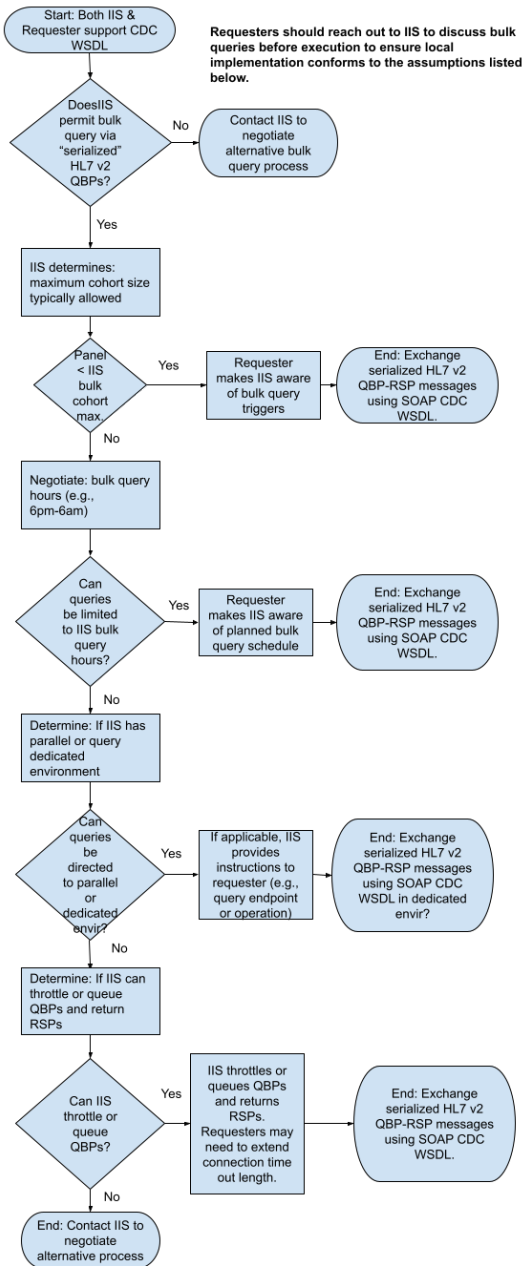 Start: Both IIS &
Requester support CDC
WSDL
Requesters should reach out to IIS to discuss bulk
queries before execution to ensure local
implementation conforms to the assumptions listed
below.
DoesIIS
permit bulk
query via
“serialized”
HL7 v2
QBPs?
No
Contact IIS to
negotiate
alternative bulk
query process
Yes
IIS determines:
maximum cohort size
typically allowed
Panel
< IIS
bulk
cohort
max.
Yes
Requester
makes IIS aware
of bulk query
triggers
End: Exchange
serialized HL7 v2
QBP-RSP messages
using SOAP CDC
WSDL.
No
Negotiate: bulk query
hours (e.g.,
6pm-6am)
Can
queries
be limited
to IIS bulk
query
hours?
Yes
Requester
makes IIS aware
of planned bulk
query schedule
End: Exchange
serialized HL7 v2
QBP-RSP messages
using SOAP CDC
WSDL.
No
Determine: If IIS has
parallel or query
dedicated
environment
Can
queries
be
directed
to parallel
or
dedicated
envir?
Yes
If applicable, IIS
provides
instructions to
requester (e.g.,
query endpoint
or operation)
End: Exchange
serialized HL7 v2
QBP-RSP messages
using SOAP CDC
WSDL in dedicated
envir?
No
Determine: If IIS can
throttle or queue
QBPs and return
RSPs
Can IIS
throttle or
queue
QBPs?
Yes
IIS throttles or
queues QBPs
and returns
RSPs.
Requesters may
need to extend
connection time
out length.
End: Exchange
serialized HL7 v2
QBP-RSP messages
using SOAP CDC
WSDL.
No
End: Contact IIS to
negotiate
alternative process